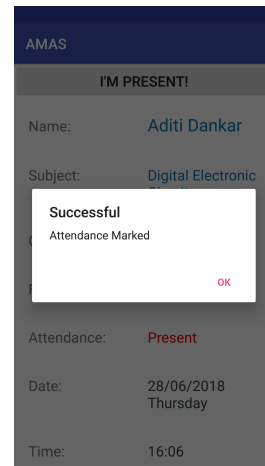 AMAS
I'M PRESENT!
Name: Aditi Dankar
Subject: Digital Electronic
Successful
Attendance Marked
OK
Attendance: Present
Date: 28/06/2018
Thursday
Time: 16:06